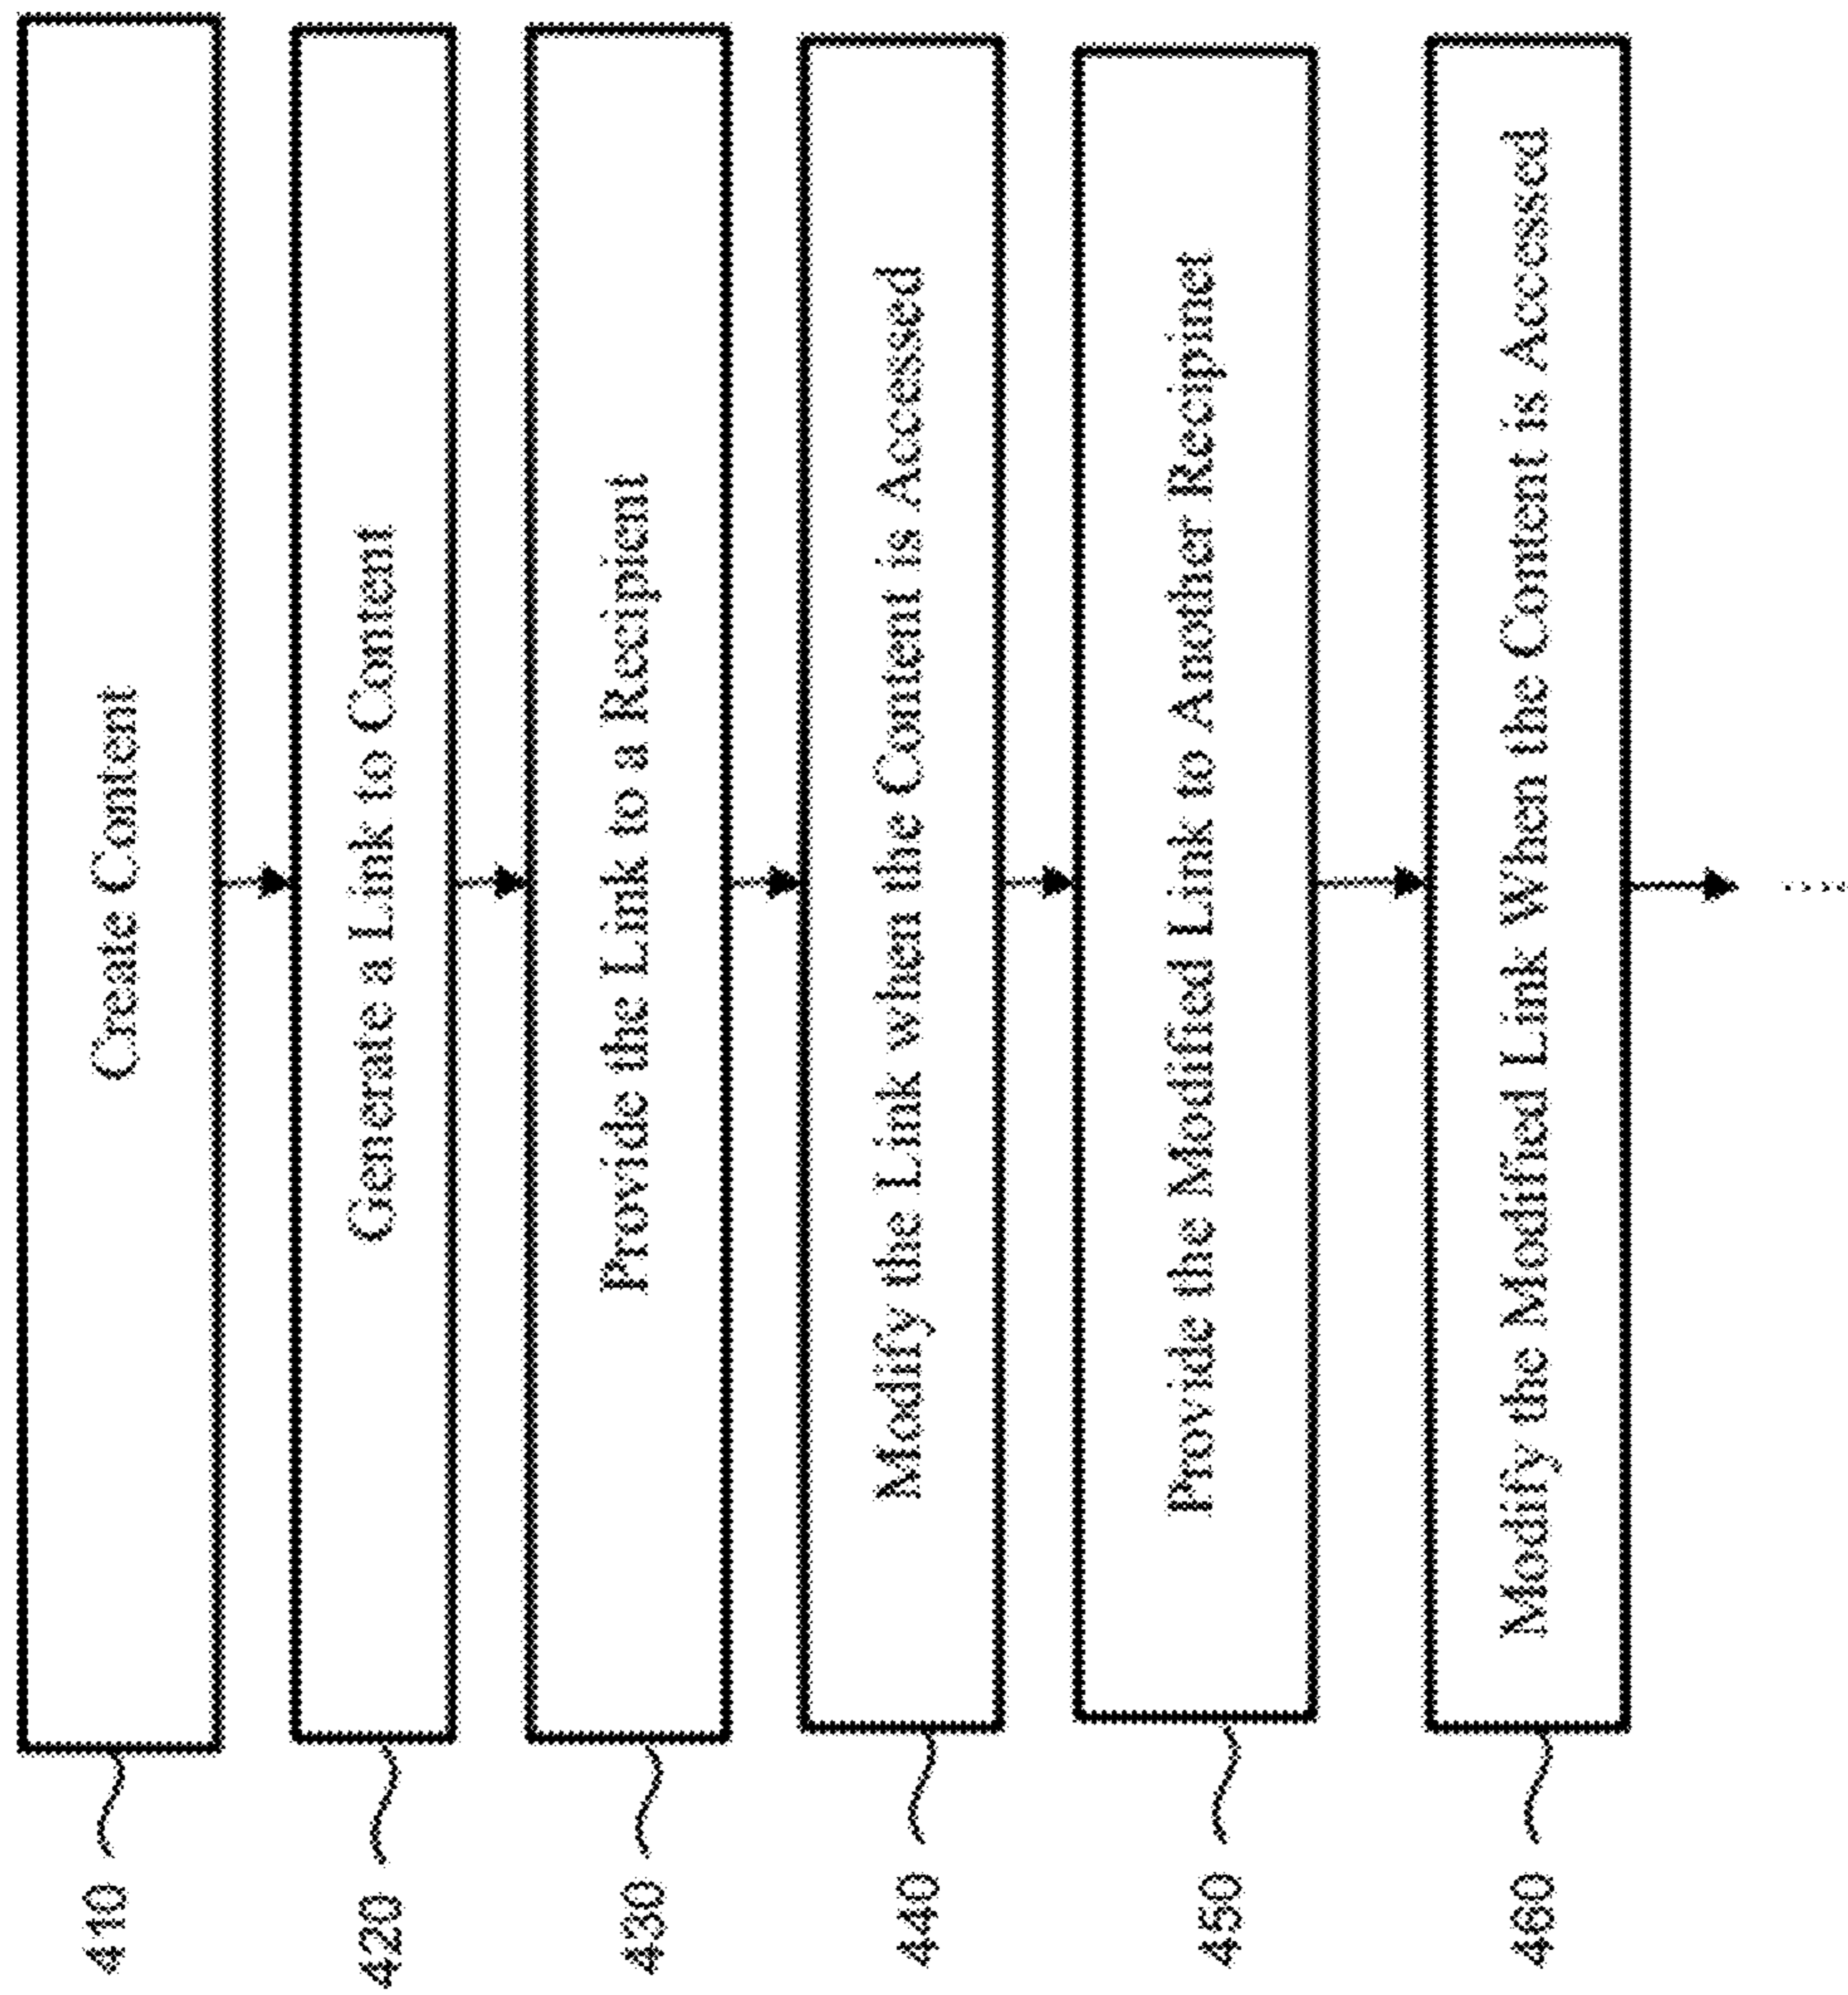 410 Create Content
420 Generate a Link to Content
430 Provide the Link to a Recipient
440 Modify the Link when the Content is Accessed
450 Provide the Modified Link to Another Recipinet
460 Modify the Modified Link When the Content is Accessed